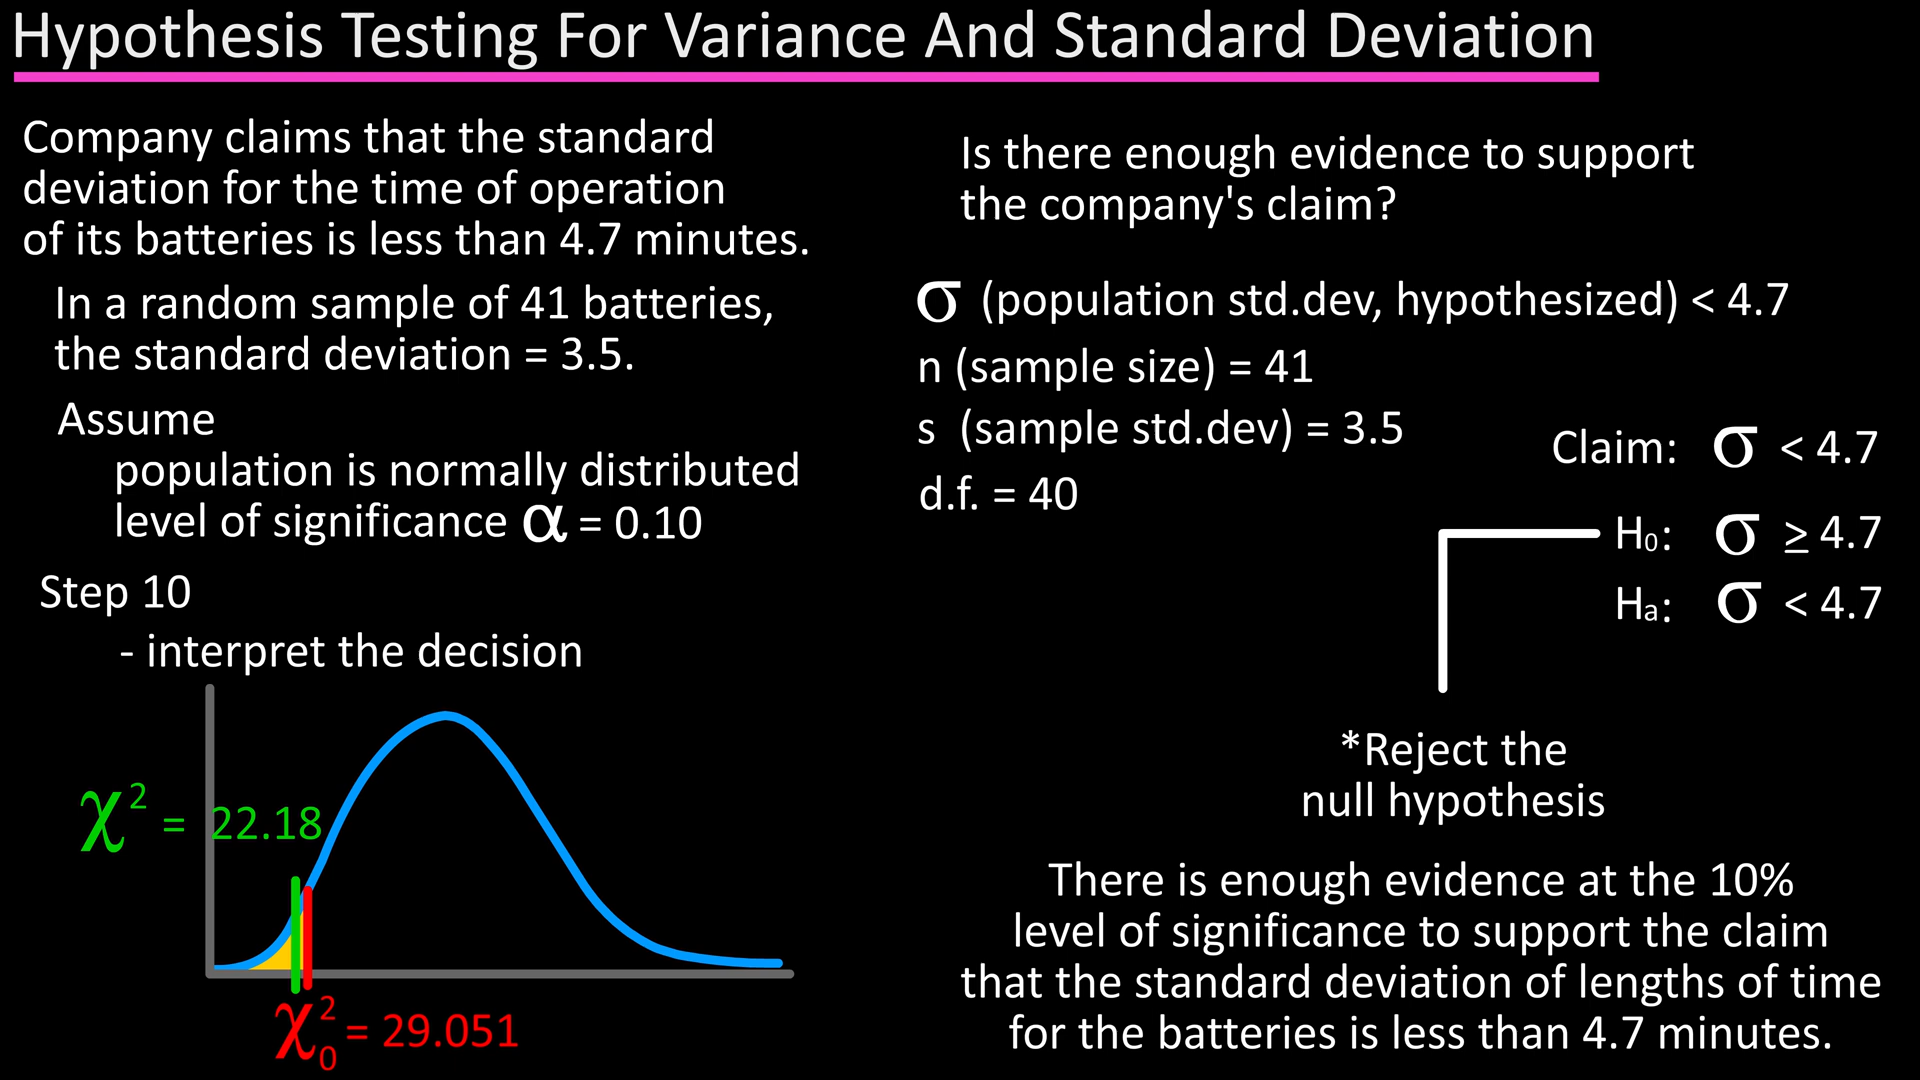 Hypothesis Testing For Variance And Standard Deviation
Company claims that the standard
deviation for the time of operation
of its batteries is less than 4.7 minutes.
In a random sample of 41 batteries,
the standard deviation = 3.5.
Assume
population is normally distributed
level of significance α = 0.10
Step 10
- interpret the decision
χ² = 22.18
χ₀² = 29.051
Is there enough evidence to support
the company's claim?
σ (population std.dev, hypothesized) < 4.7
n (sample size) = 41
s (sample std.dev) = 3.5
d.f. = 40
Claim: σ < 4.7
H₀: σ ≥ 4.7
Hₐ: σ < 4.7
*Reject the
null hypothesis
There is enough evidence at the 10%
level of significance to support the claim
that the standard deviation of lengths of time
for the batteries is less than 4.7 minutes.